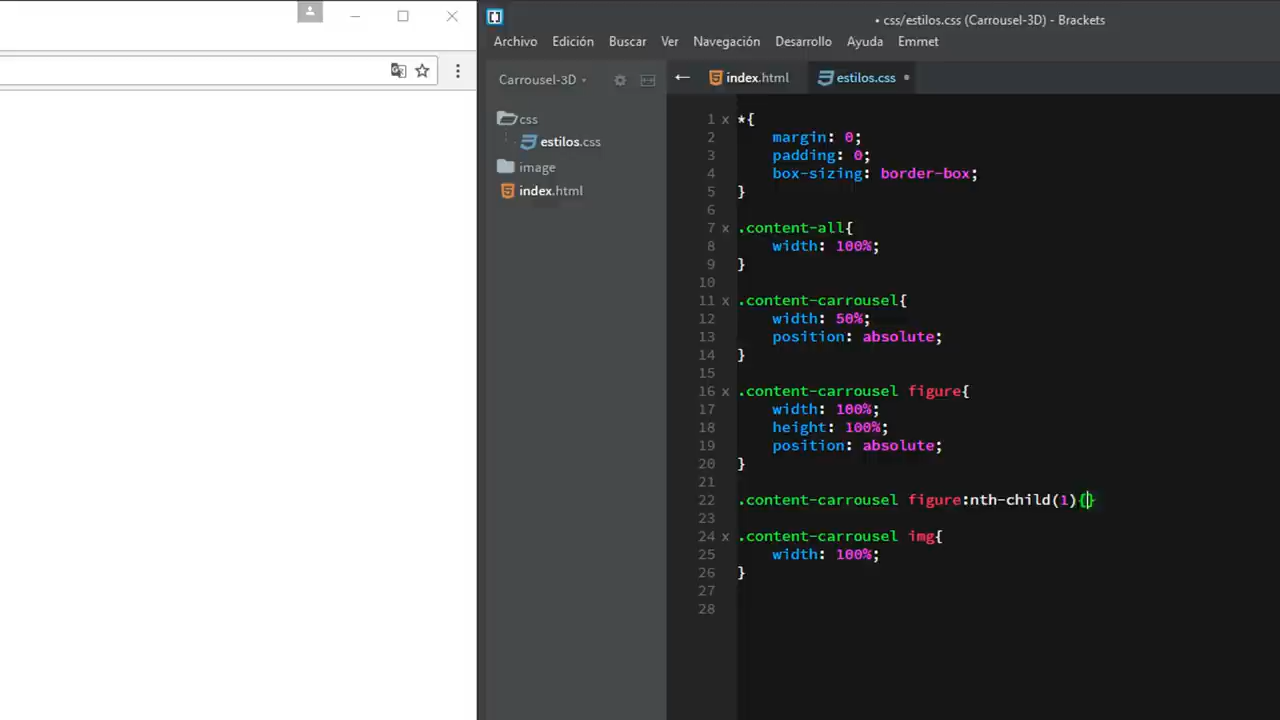 css/estilos.css (Carrousel-3D) - Brackets
Archivo Edición Buscar Ver Navegación Desarrollo Ayuda Emmet
Carrousel-3D
index.html estilos.css
css
estilos.css
image
index.html
1 *{
2 margin: 0;
3 padding: 0;
4 box-sizing: border-box;
5 }
6
7 .content-all{
8 width: 100%;
9 }
10
11 .content-carrousel{
12 width: 50%;
13 position: absolute;
14 }
15
16 .content-carrousel figure{
17 width: 100%;
18 height: 100%;
19 position: absolute;
20 }
21
22 .content-carrousel figure:nth-child(1){}
23
24 .content-carrousel img{
25 width: 100%;
26 }
27
28